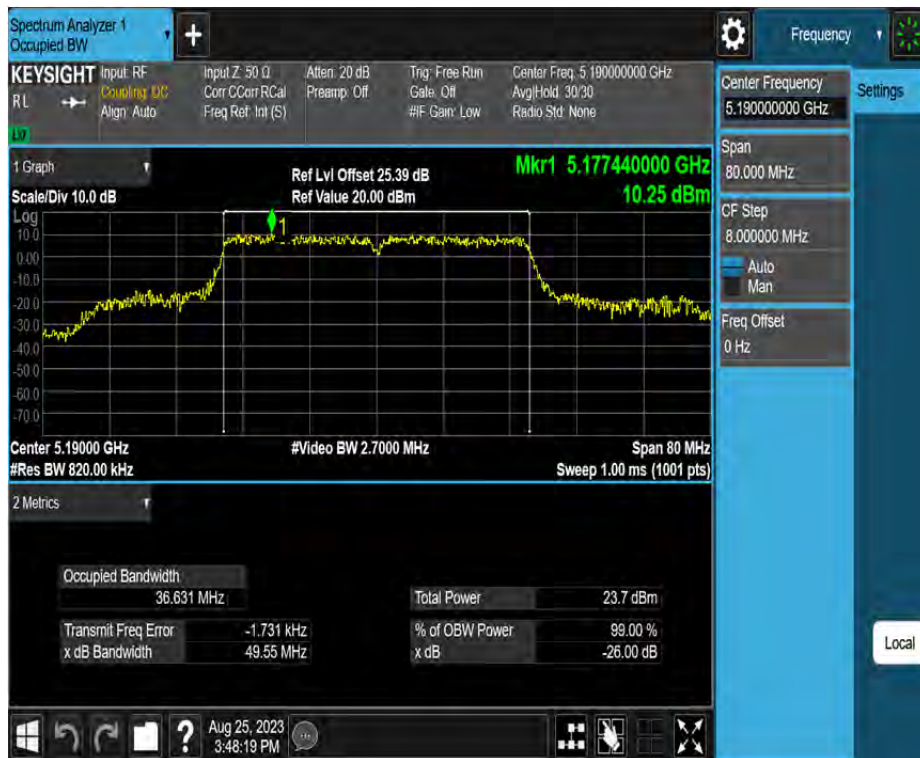 Spectrum Analyzer 1
Occupied BW
Frequency
KEYSIGHT
RL
Input: RF
Coupling: DC
Align: Auto
Input Z: 50 Ω
Corr CCorr RCal
Freq Ref: Int (S)
Atten: 20 dB
Preamp: Off
Trig: Free Run
Gate: Off
#IF Gain: Low
Center Freq: 5.190000000 GHz
Avg|Hold: 30/30
Radio Std: None
Center Frequency
5.190000000 GHz
Settings
Span
80.000 MHz
CF Step
8.000000 MHz
Auto
Man
Freq Offset
0 Hz
Local
1 Graph
Scale/Div 10.0 dB
Ref Lvl Offset 25.39 dB
Ref Value 20.00 dBm
Mkr1 5.177440000 GHz
10.25 dBm
Log
10.0
0.00
-10.0
-20.0
-30.0
-40.0
-50.0
-60.0
-70.0
1
Center 5.19000 GHz
#Video BW 2.7000 MHz
Span 80 MHz
#Res BW 820.00 kHz
Sweep 1.00 ms (1001 pts)
2 Metrics
Occupied Bandwidth
36.631 MHz
Total Power 23.7 dBm
Transmit Freq Error -1.731 kHz
% of OBW Power 99.00 %
x dB Bandwidth 49.55 MHz
x dB -26.00 dB
?
Aug 25, 2023
3:48:19 PM